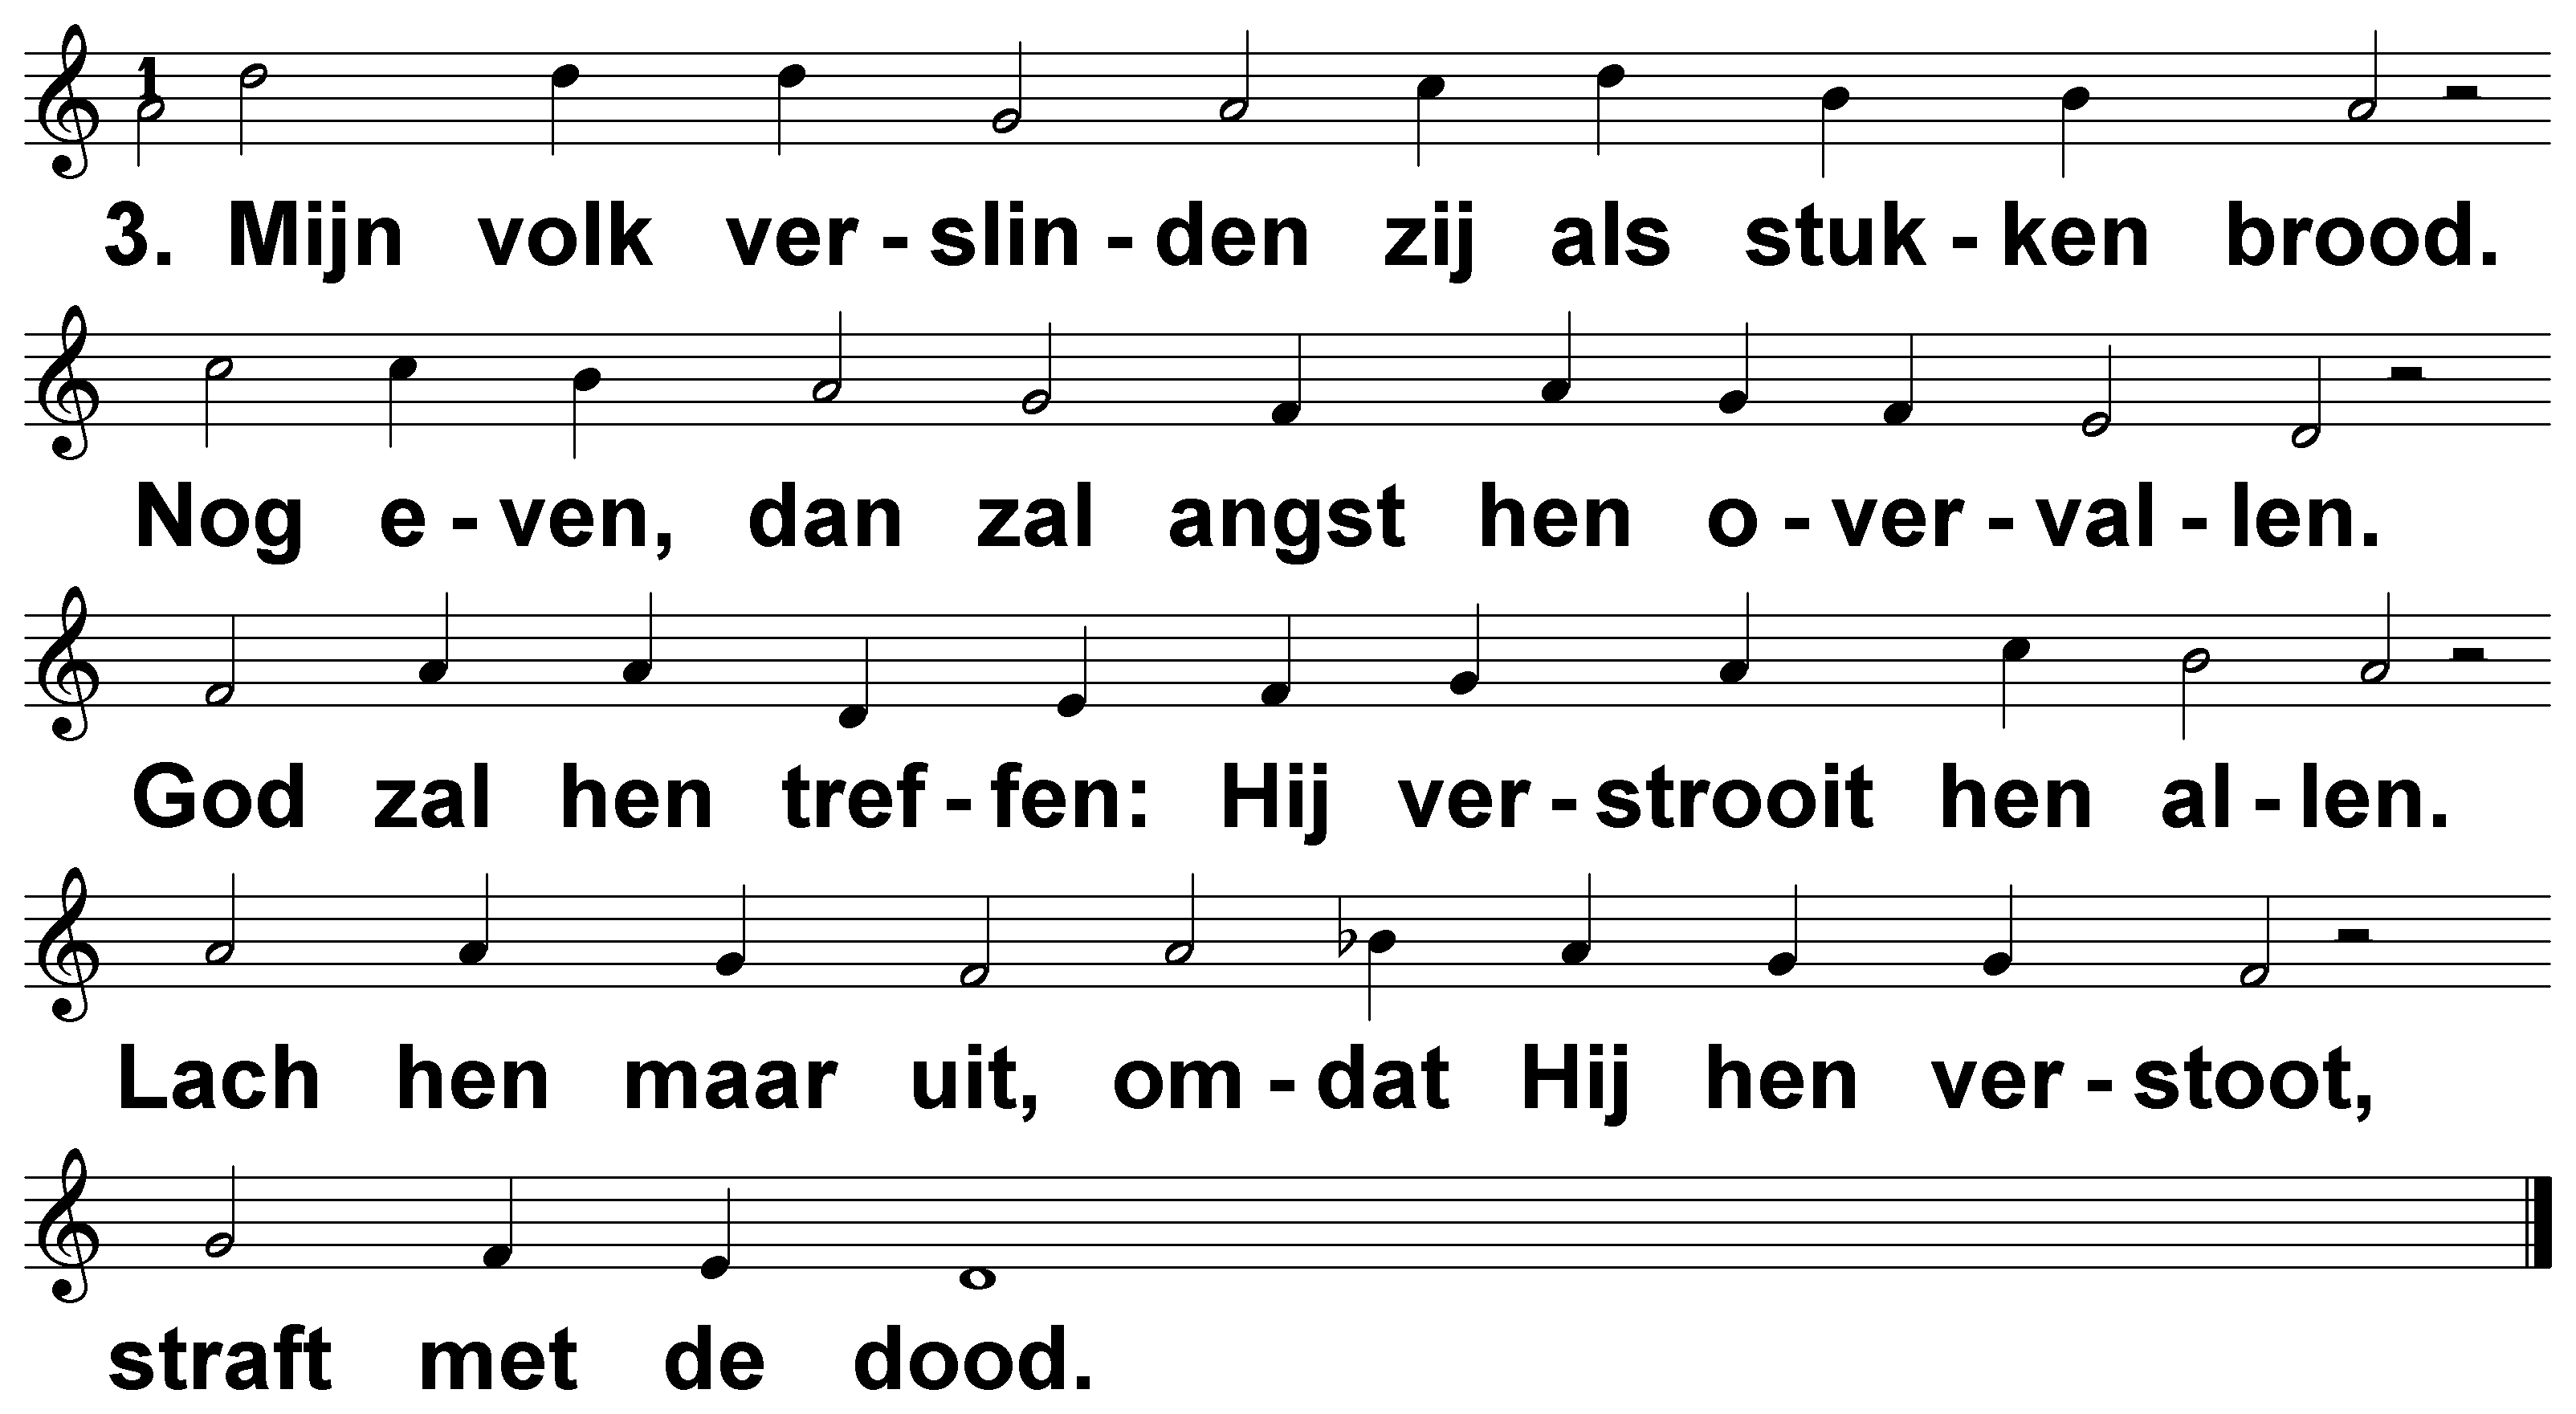 1
3. Mijn volk ver - slin - den zij als stuk - ken brood.
Nog e - ven, dan zal angst hen o - ver - val - len.
God zal hen tref - fen: Hij ver - strooit hen al - len.
Lach hen maar uit, om - dat Hij hen ver - stoot,
straft met de dood.